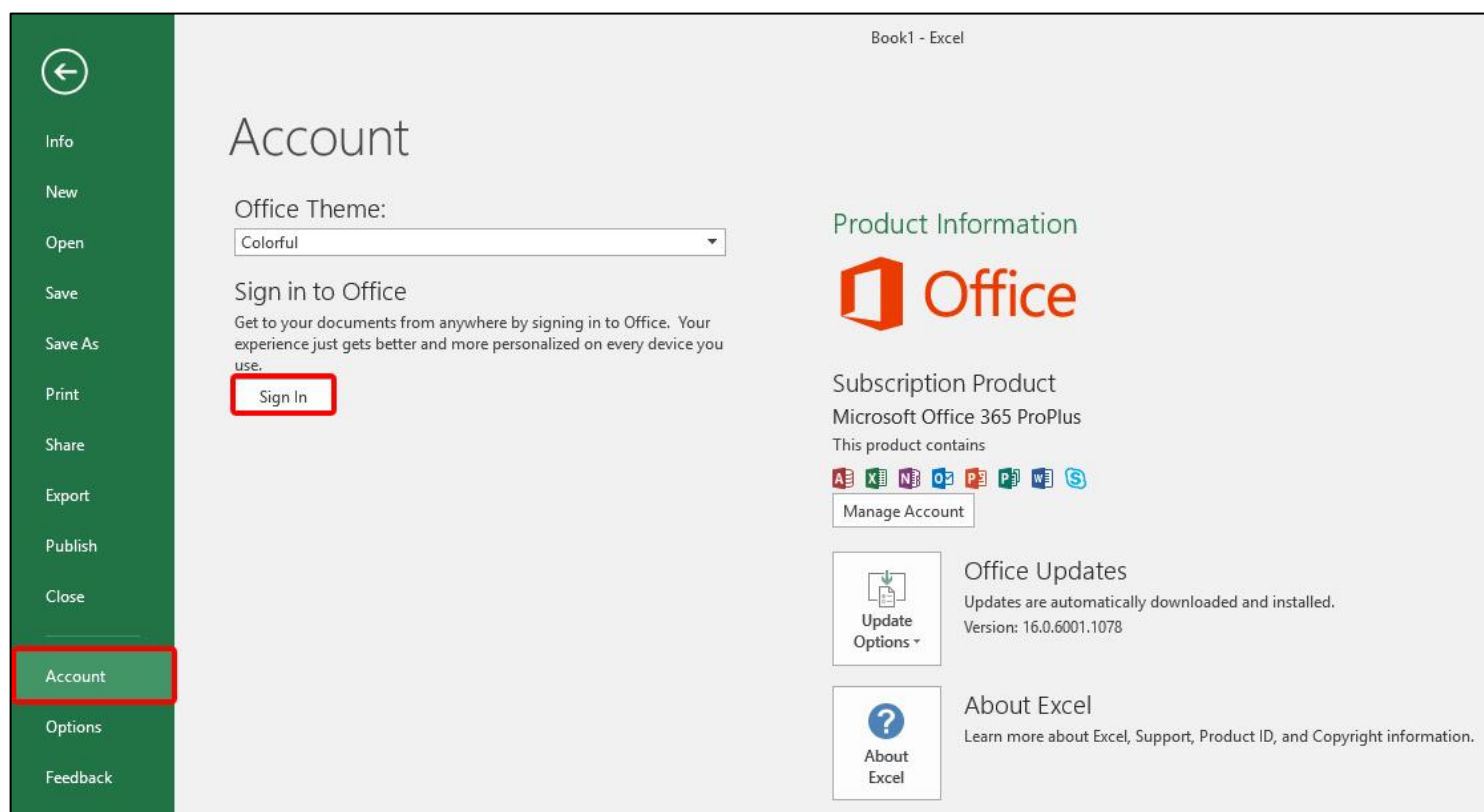 Book1 - Excel
Info
New
Open
Save
Save As
Print
Share
Export
Publish
Close
Account
Options
Feedback
Account
Office Theme:
Colorful
Sign in to Office
Get to your documents from anywhere by signing in to Office.  Your
experience just gets better and more personalized on every device you
use.
Sign In
Product Information
Office
Subscription Product
Microsoft Office 365 ProPlus
This product contains
A X N O P P W S
Manage Account
Update
Options
Office Updates
Updates are automatically downloaded and installed.
Version: 16.0.6001.1078
?
About
Excel
About Excel
Learn more about Excel, Support, Product ID, and Copyright information.